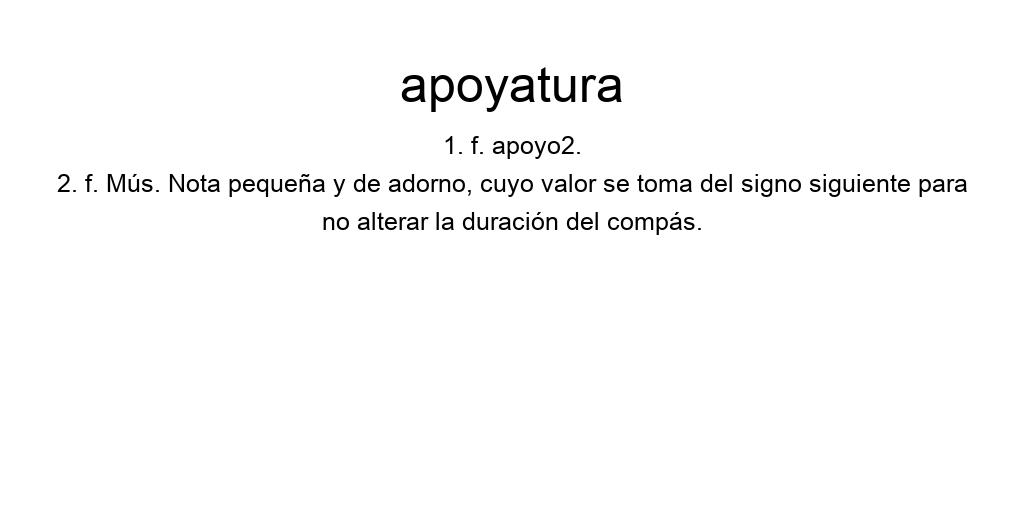 apoyatura
1. f. apoyo2.
2. f. Mús. Nota pequeña y de adorno, cuyo valor se toma del signo siguiente para
no alterar la duración del compás.